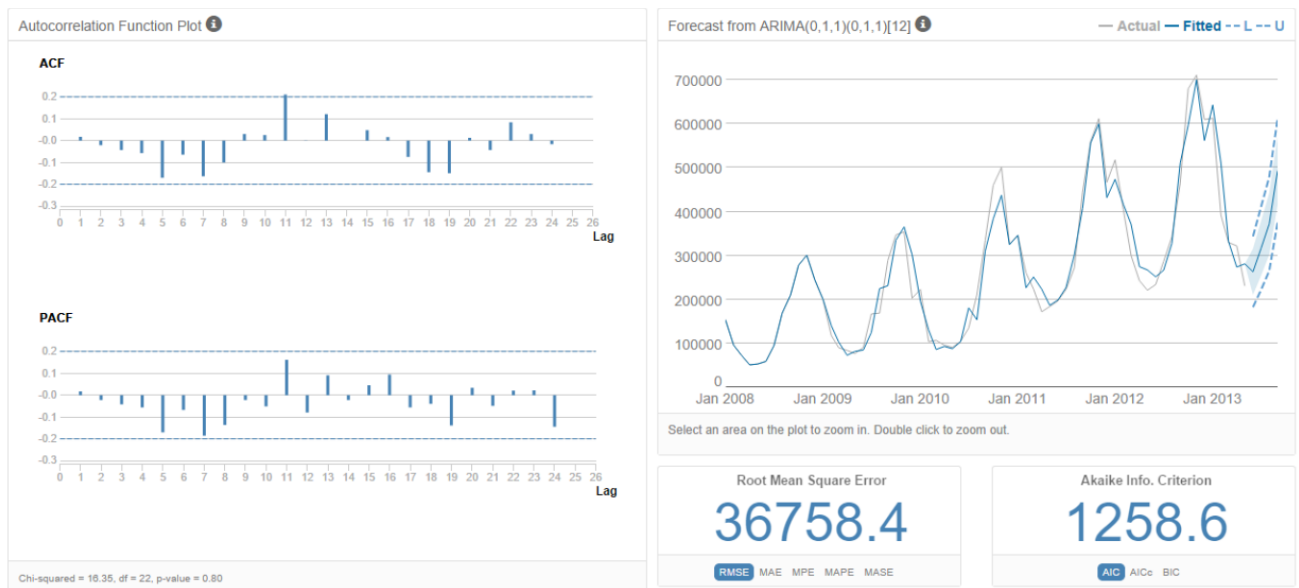 Autocorrelation Function Plot
ACF
0.2
0.1
-0.0
-0.1
-0.2
-0.3
0 1 2 3 4 5 6 7 8 9 10 11 12 13 14 15 16 17 18 19 20 21 22 23 24 25 26
Lag
PACF
0.2
0.1
-0.0
-0.1
-0.2
-0.3
0 1 2 3 4 5 6 7 8 9 10 11 12 13 14 15 16 17 18 19 20 21 22 23 24 25 26
Lag
Chi-squared = 16.35, df = 22, p-value = 0.80
Forecast from ARIMA(0,1,1)(0,1,1)[12]
Actual Fitted L U
700000
600000
500000
400000
300000
200000
100000
0
Jan 2008 Jan 2009 Jan 2010 Jan 2011 Jan 2012 Jan 2013
Select an area on the plot to zoom in. Double click to zoom out.
Root Mean Square Error
36758.4
RMSE MAE MPE MAPE MASE
Akaike Info. Criterion
1258.6
AIC AICc BIC